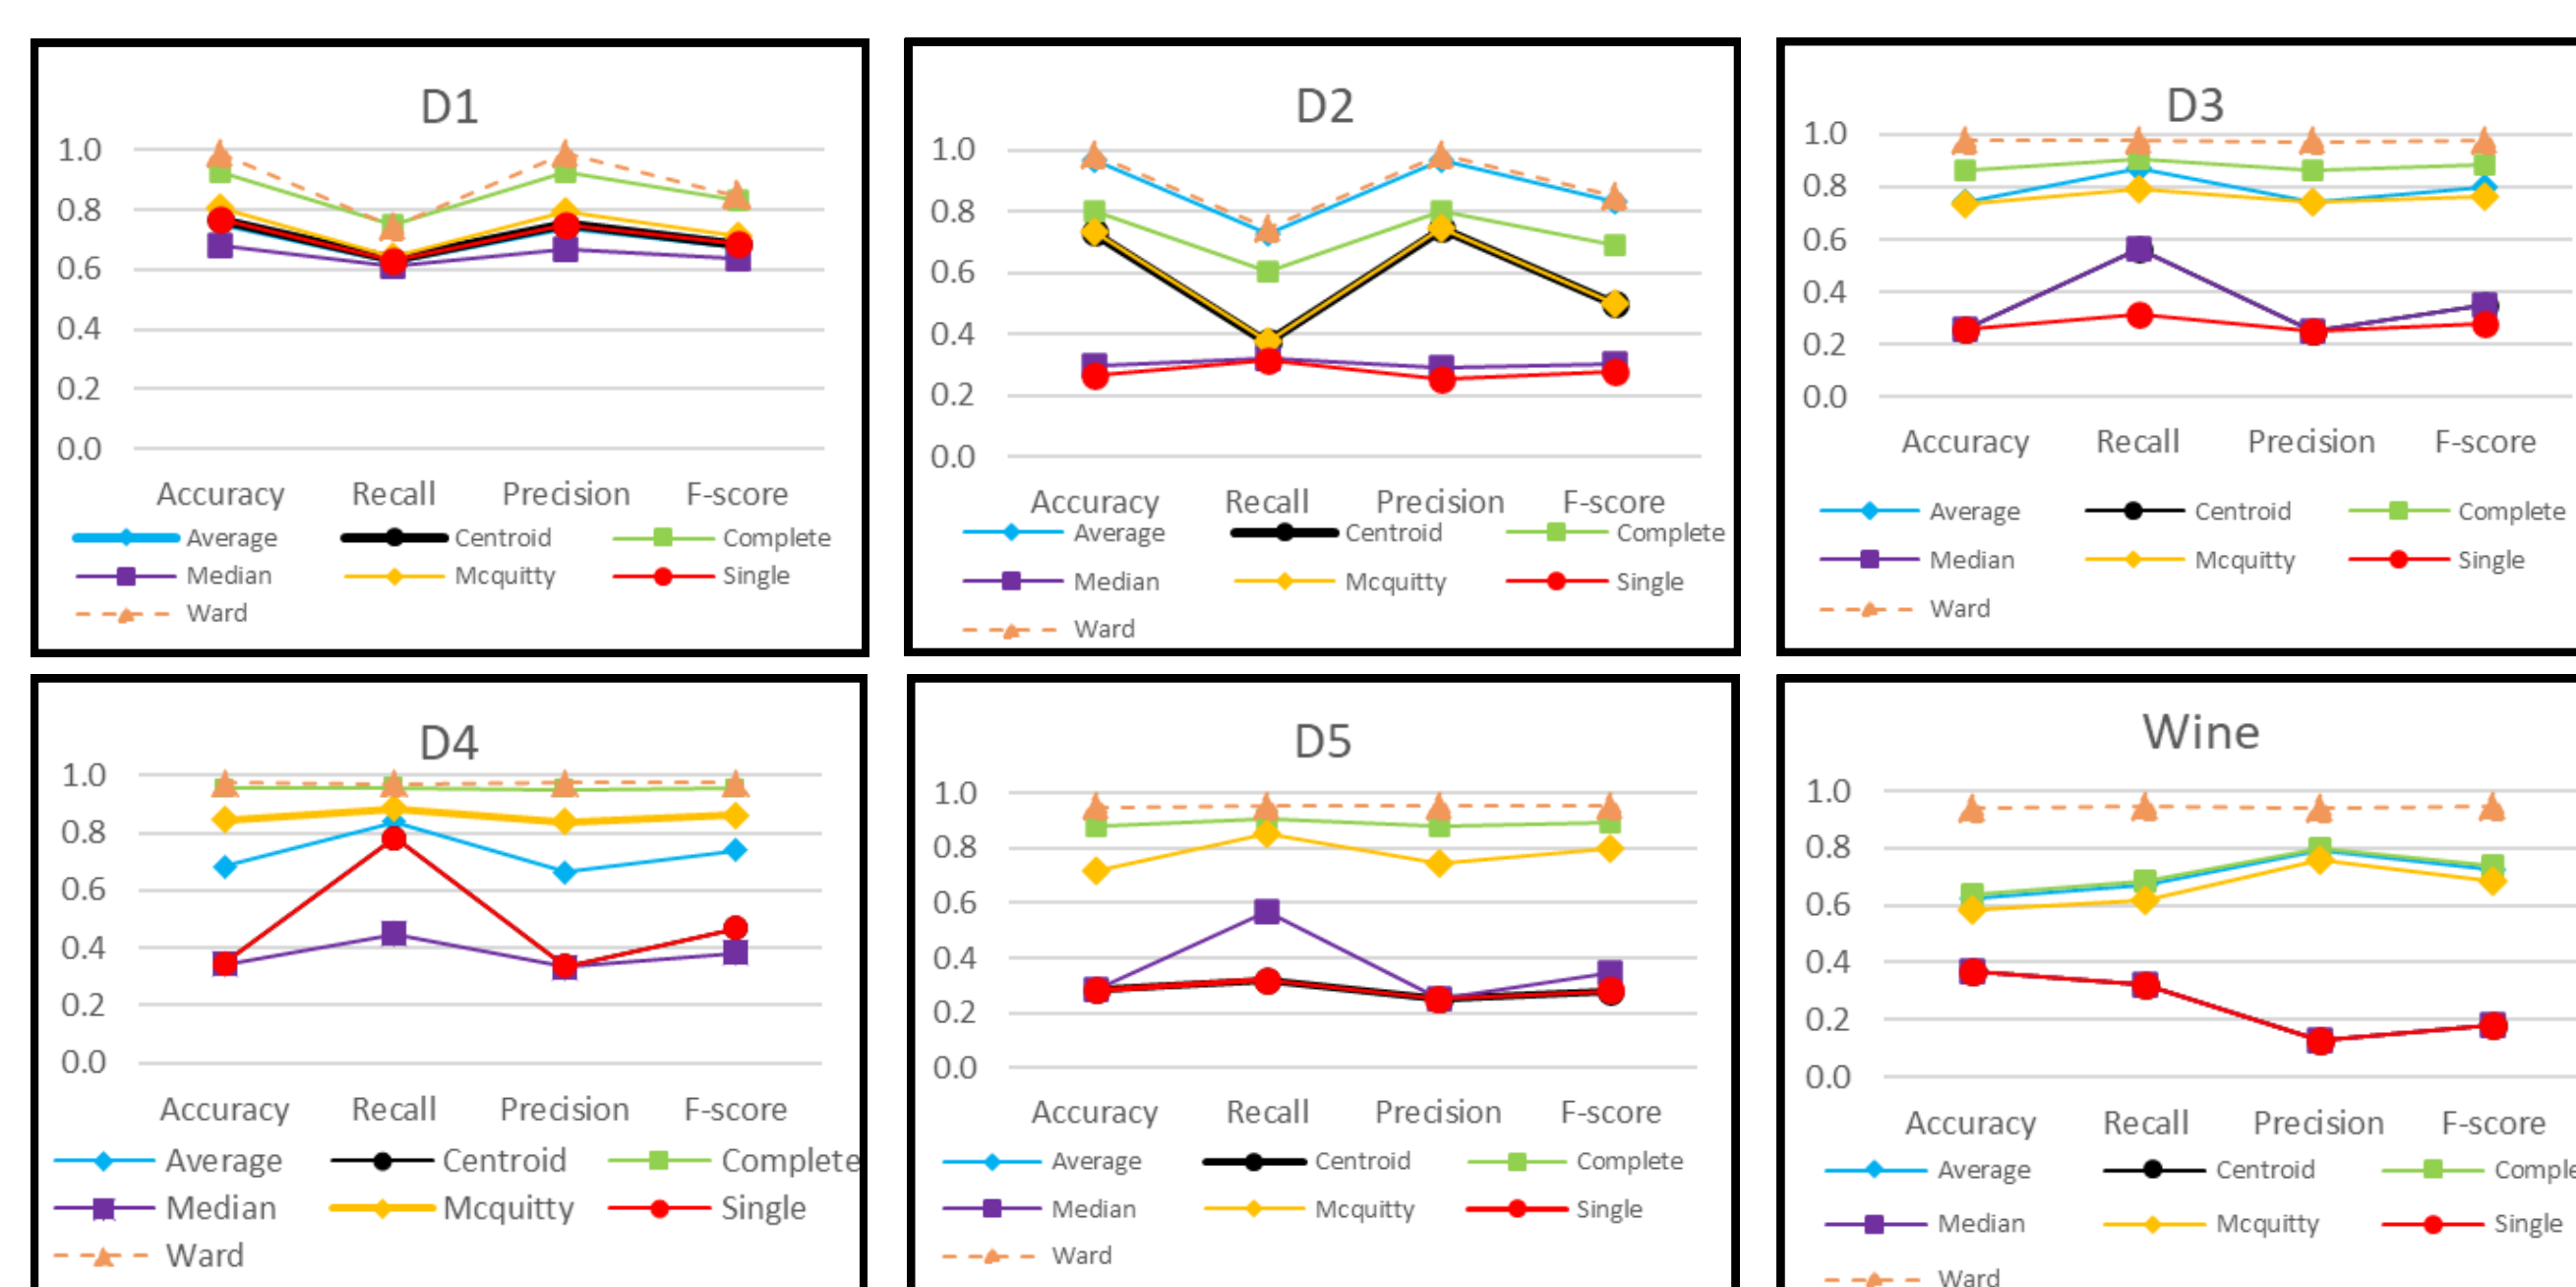 D1
1.0
0.8
0.6
0.4
0.2
0.0
Accuracy Recall Precision F-score
Average Centroid Complete
Median Mcquitty Single
Ward
D2
1.0
0.8
0.6
0.4
0.2
0.0
Accuracy Recall Precision F-score
Average Centroid Complete
Median Mcquitty Single
Ward
D3
1.0
0.8
0.6
0.4
0.2
0.0
Accuracy Recall Precision F-score
Average Centroid Complete
Median Mcquitty Single
Ward
D4
1.0
0.8
0.6
0.4
0.2
0.0
Accuracy Recall Precision F-score
Average Centroid Complete
Median Mcquitty Single
Ward
D5
1.0
0.8
0.6
0.4
0.2
0.0
Accuracy Recall Precision F-score
Average Centroid Complete
Median Mcquitty Single
Ward
Wine
1.0
0.8
0.6
0.4
0.2
0.0
Accuracy Recall Precision F-score
Average Centroid Comple
Median Mcquitty Single
Ward